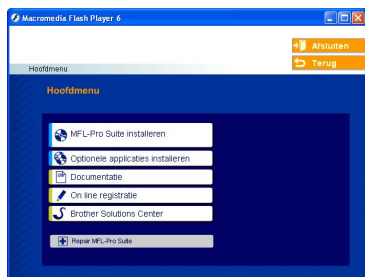 Macromedia Flash Player 6
Afsluiten
Terug
Hoofdmenu
Hoofdmenu
MFL-Pro Suite installeren
Optionele applicaties installeren
Documentatie
On line registratie
Brother Solutions Center
Repair MFL-Pro Suite